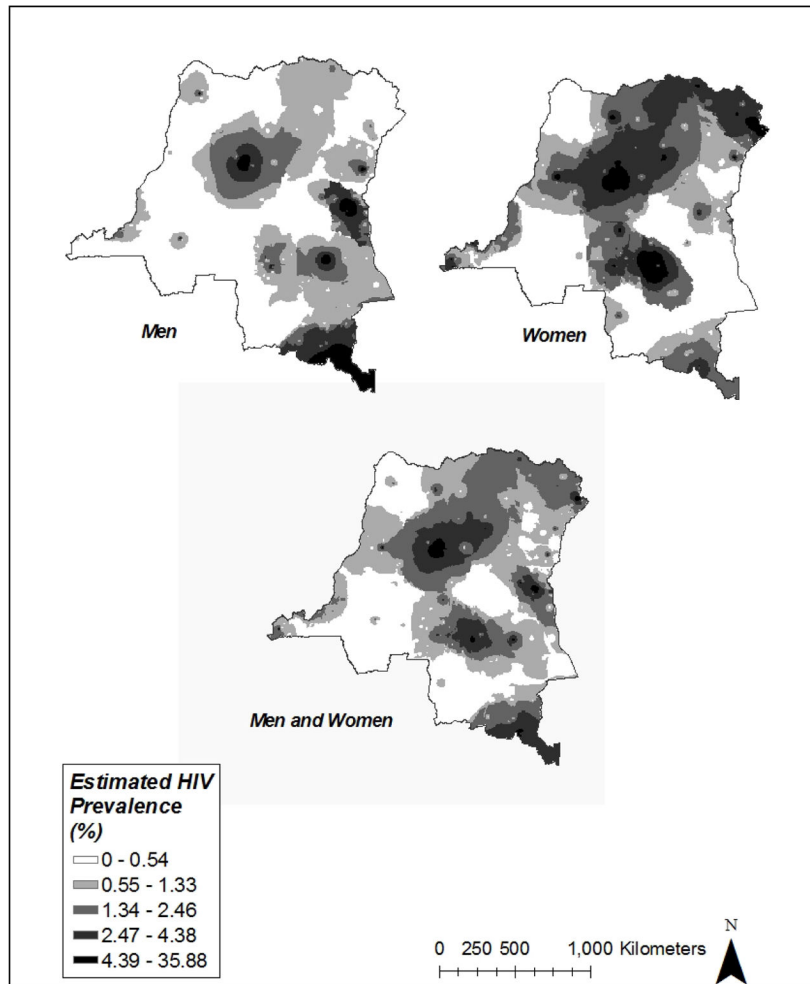 Men
Women
Men and Women
Estimated HIV
Prevalence
(%)
0 - 0.54
0.55 - 1.33
1.34 - 2.46
2.47 - 4.38
4.39 - 35.88
0 250 500 1,000 Kilometers
N